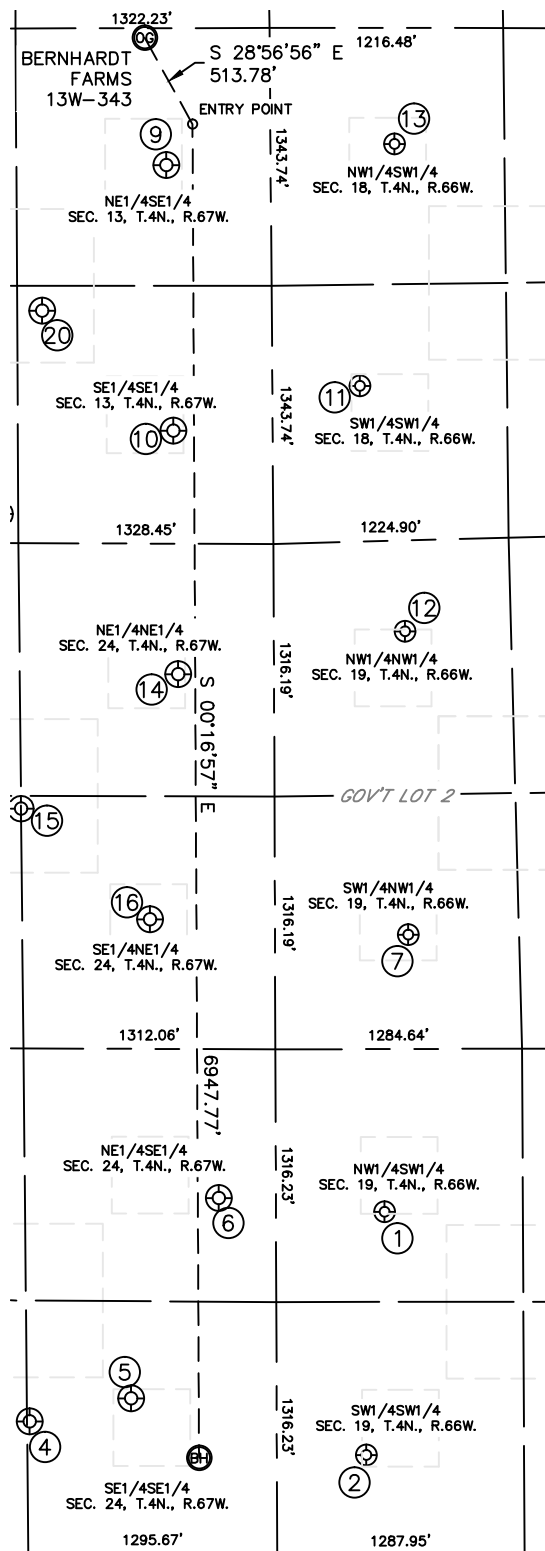 1322.23'
OG
S 28°56'56" E
513.78'
1216.48'
BERNHARDT
FARMS
13W-343
ENTRY POINT
9
13
1343.74'
NE1/4SE1/4
SEC. 13, T.4N., R.67W.
NW1/4SW1/4
SEC. 18, T.4N., R.66W.
20
SE1/4SE1/4
SEC. 13, T.4N., R.67W.
10
1343.74'
11
SW1/4SW1/4
SEC. 18, T.4N., R.66W.
1328.45'
1224.90'
12
NE1/4NE1/4
SEC. 24, T.4N., R.67W.
14
S 00°16'57" E
1316.19'
NW1/4NW1/4
SEC. 19, T.4N., R.66W.
GOV'T LOT 2
15
16
SE1/4NE1/4
SEC. 24, T.4N., R.67W.
1316.19'
SW1/4NW1/4
SEC. 19, T.4N., R.66W.
7
1312.06'
1284.64'
6947.77'
NE1/4SE1/4
SEC. 24, T.4N., R.67W.
6
1316.23'
NW1/4SW1/4
SEC. 19, T.4N., R.66W.
1
5
4
BH
SE1/4SE1/4
SEC. 24, T.4N., R.67W.
1316.23'
SW1/4SW1/4
SEC. 19, T.4N., R.66W.
2
1295.67'
1287.95'